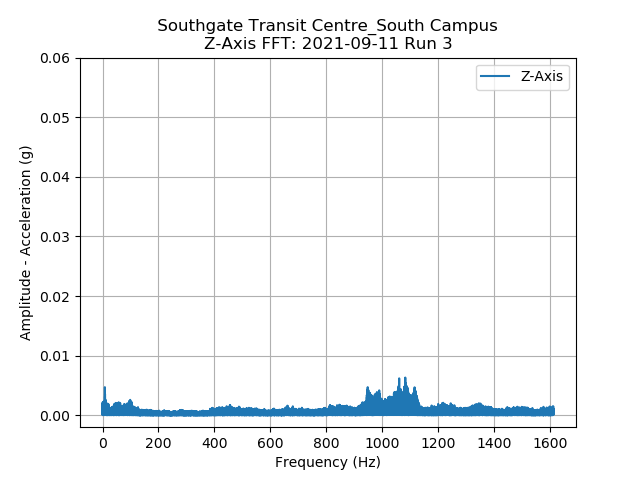 Southgate Transit Centre_South Campus
Z-Axis FFT: 2021-09-11 Run 3
Z-Axis
0.06
0.05
0.04
0.03
0.02
0.01
0.00
Amplitude - Acceleration (g)
0 200 400 600 800 1000 1200 1400 1600
Frequency (Hz)